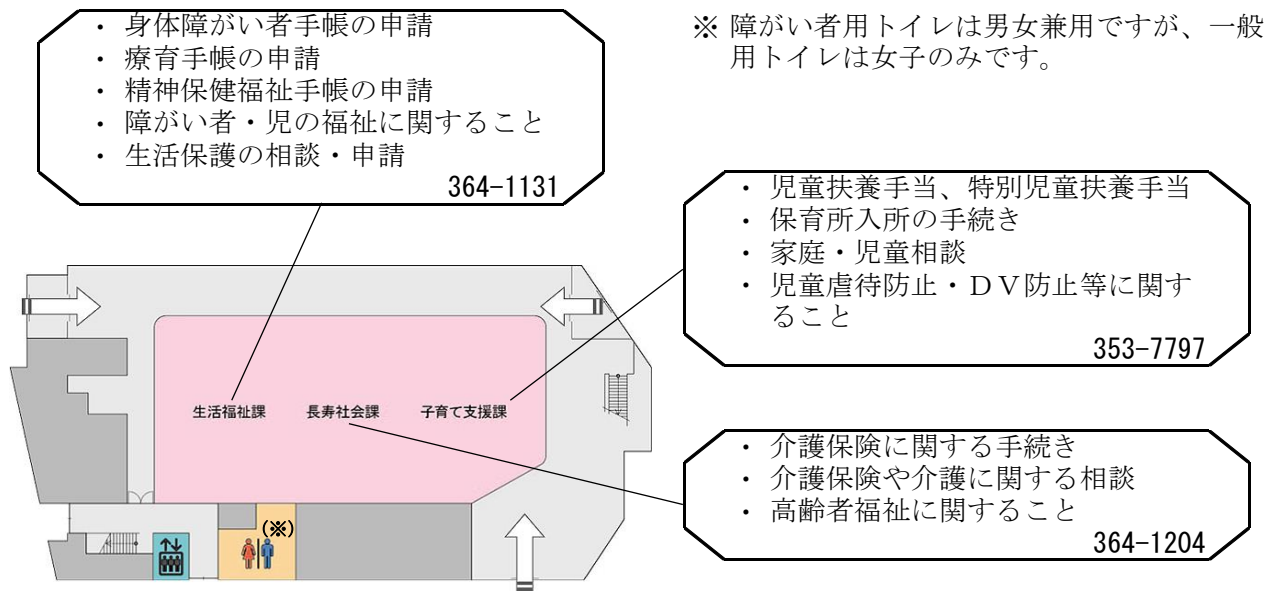 ・ 身体障がい者手帳の申請
・ 療育手帳の申請
・ 精神保健福祉手帳の申請
・ 障がい者・児の福祉に関すること
・ 生活保護の相談・申請
364-1131
※ 障がい者用トイレは男女兼用ですが、一般
用トイレは女子のみです。
・ 児童扶養手当、特別児童扶養手当
・ 保育所入所の手続き
・ 家庭・児童相談
・ 児童虐待防止・ＤＶ防止等に関す
ること
353-7797
生活福祉課 長寿社会課 子育て支援課
・ 介護保険に関する手続き
・ 介護保険や介護に関する相談
・ 高齢者福祉に関すること
364-1204
(※)